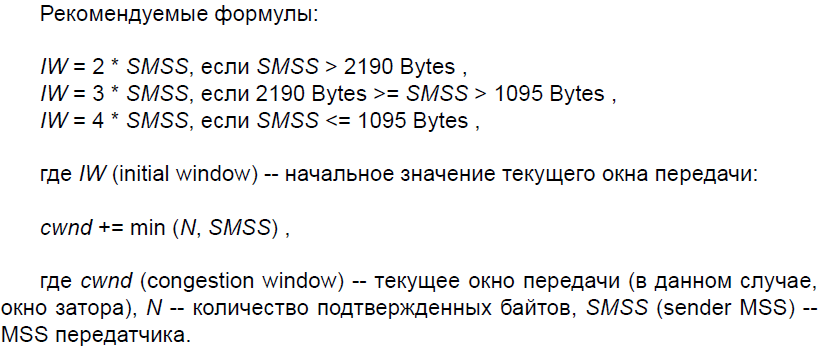 Рекомендуемые формулы:
IW = 2 * SMSS, если SMSS > 2190 Bytes ,
IW = 3 * SMSS, если 2190 Bytes >= SMSS > 1095 Bytes ,
IW = 4 * SMSS, если SMSS <= 1095 Bytes ,
где IW (initial window) -- начальное значение текущего окна передачи:
cwnd += min (N, SMSS) ,
где cwnd (congestion window) -- текущее окно передачи (в данном случае,
окно затора), N -- количество подтвержденных байтов, SMSS (sender MSS) --
MSS передатчика.